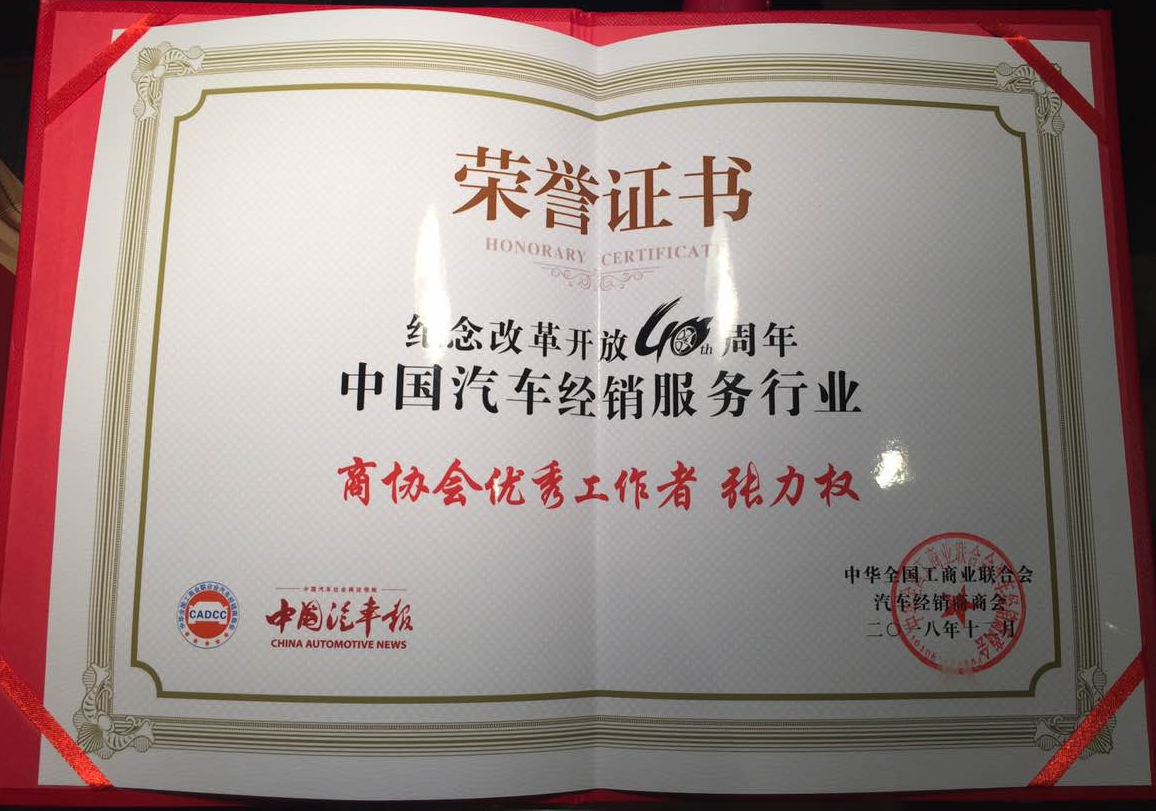 荣誉证书
HONORARY CERTIFICATE
纪念改革开放40th周年
中国汽车经销服务行业
商协会优秀工作者 张力权
中华全国工商业联合会
汽车经销商商会
二〇一八年十二月
CADCC
中国汽车报
CHINA AUTOMOTIVE NEWS